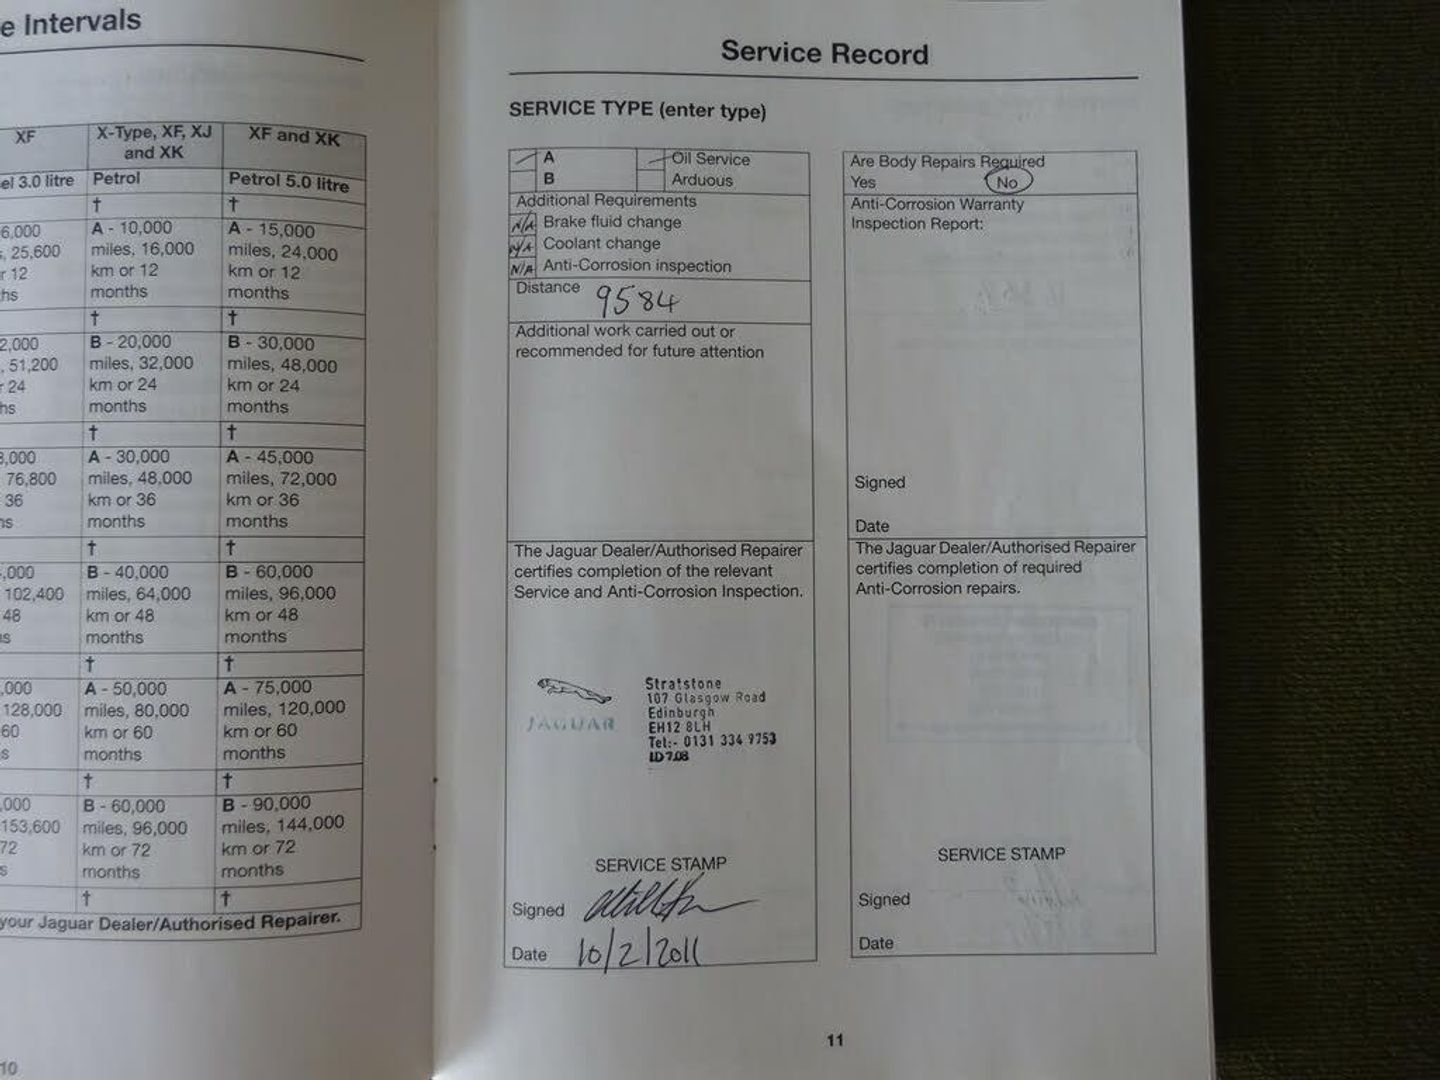 e Intervals
XF
X-Type, XF, XJ
and XK
XF and XK
el 3.0 litre
Petrol
Petrol 5.0 litre
†
†
6,000
, 25,600
r 12
hs
A - 10,000
miles, 16,000
km or 12
months
A - 15,000
miles, 24,000
km or 12
months
†
†
2,000
, 51,200
r 24
hs
B - 20,000
miles, 32,000
km or 24
months
B - 30,000
miles, 48,000
km or 24
months
†
†
8,000
76,800
36
ns
A - 30,000
miles, 48,000
km or 36
months
A - 45,000
miles, 72,000
km or 36
months
†
†
,000
102,400
48
s
B - 40,000
miles, 64,000
km or 48
months
B - 60,000
miles, 96,000
km or 48
months
†
†
,000
128,000
60
s
A - 50,000
miles, 80,000
km or 60
months
A - 75,000
miles, 120,000
km or 60
months
†
†
,000
153,600
72
s
B - 60,000
miles, 96,000
km or 72
months
B - 90,000
miles, 144,000
km or 72
months
†
†
your Jaguar Dealer/Authorised Repairer.
10
Service Record
SERVICE TYPE (enter type)
A
Oil Service
B
Arduous
Additional Requirements
N/A Brake fluid change
N/A Coolant change
N/A Anti-Corrosion inspection
Distance 9584
Additional work carried out or
recommended for future attention
The Jaguar Dealer/Authorised Repairer
certifies completion of the relevant
Service and Anti-Corrosion Inspection.
JAGUAR
Stratstone
107 Glasgow Road
Edinburgh
EH12 8LH
Tel:- 0131 334 9753
LD708
SERVICE STAMP
Signed
Date 10/2/2011
Are Body Repairs Required
Yes No
Anti-Corrosion Warranty
Inspection Report:
Signed
Date
The Jaguar Dealer/Authorised Repairer
certifies completion of required
Anti-Corrosion repairs.
SERVICE STAMP
Signed
Date
11